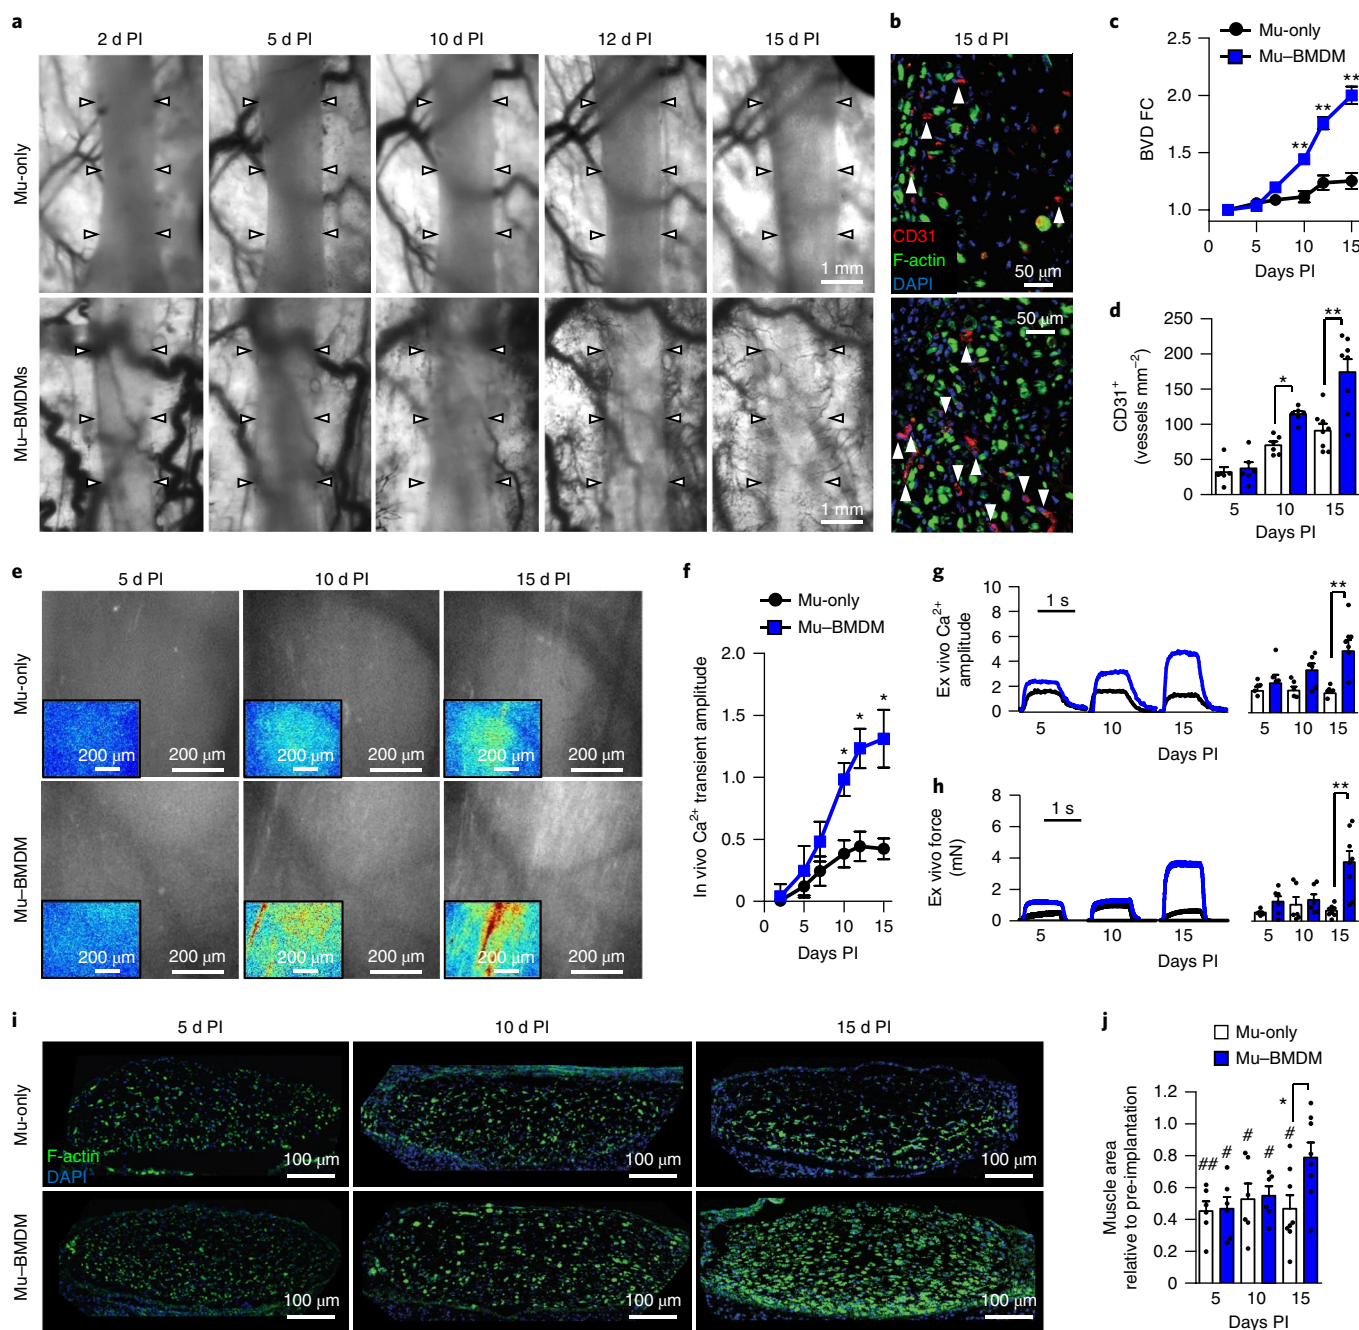 a
2 d PI 5 d PI 10 d PI 12 d PI 15 d PI
Mu-only
1 mm
Mu–BMDMs
1 mm
b
15 d PI
CD31
F-actin
DAPI
50 μm
50 μm
c
Mu-only
Mu–BMDM
BVD FC
2.5
2.0
1.5
1.0
** ** **
0 5 10 15
Days PI
d
CD31+
(vessels mm−2)
250
200
150
100
50
0
* **
5 10 15
Days PI
e
5 d PI 10 d PI 15 d PI
Mu-only
200 μm 200 μm 200 μm 200 μm 200 μm 200 μm
Mu–BMDM
200 μm 200 μm 200 μm 200 μm 200 μm 200 μm
f
Mu-only
Mu–BMDM
In vivo Ca2+ transient amplitude
2.0
1.5
1.0
0.5
0
* * *
0 5 10 15
Days PI
g
Ex vivo Ca2+
amplitude
10
8
6
4
2
0
1 s
**
5 10 15 5 10 15
Days PI
h
Ex vivo force
(mN)
8
6
4
2
0
1 s
**
5 10 15 5 10 15
Days PI
i
5 d PI 10 d PI 15 d PI
Mu-only
F-actin
DAPI
100 μm 100 μm 100 μm
Mu–BMDM
100 μm 100 μm 100 μm
j
Mu-only
Mu–BMDM
Muscle area
relative to pre-implantation
1.2
1.0
0.8
0.6
0.4
0.2
0
## # # # # *
5 10 15
Days PI